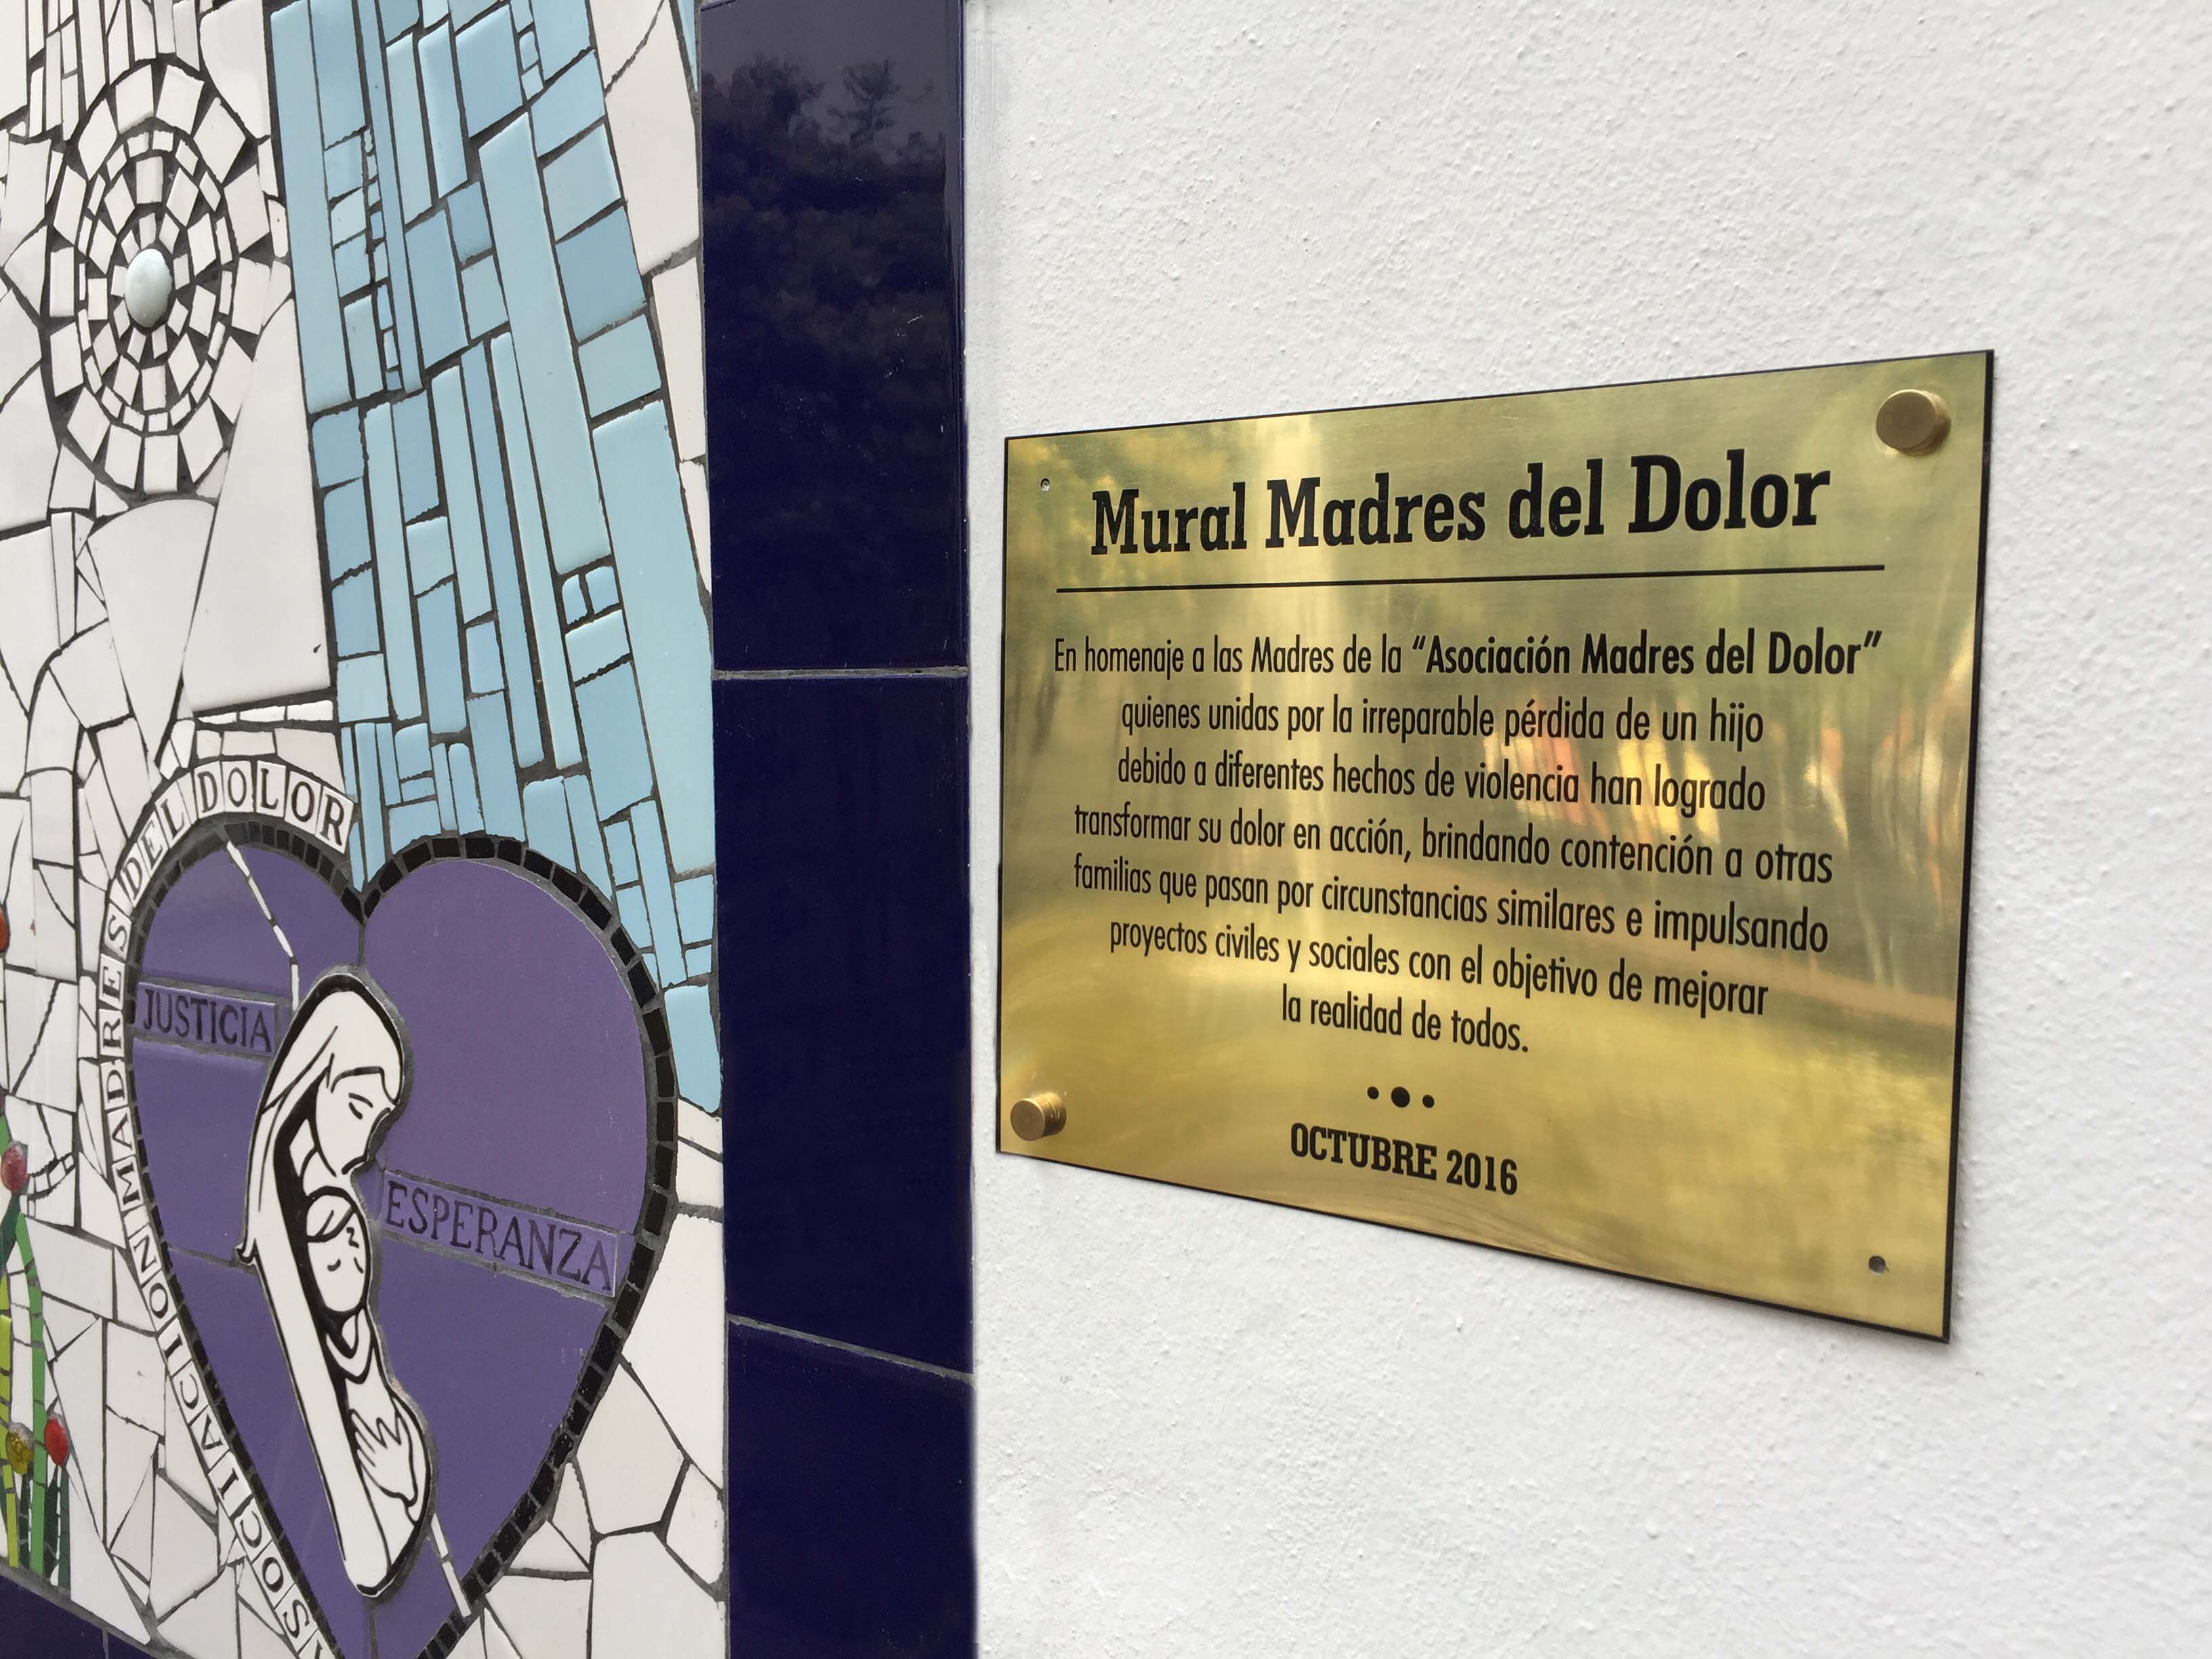 ASOCIACION MADRES DEL DOLOR
JUSTICIA
ESPERANZA
Mural Madres del Dolor
En homenaje a las Madres de la “Asociación Madres del Dolor”
quienes unidas por la irreparable pérdida de un hijo
debido a diferentes hechos de violencia han logrado
transformar su dolor en acción, brindando contención a otras
familias que pasan por circunstancias similares e impulsando
proyectos civiles y sociales con el objetivo de mejorar
la realidad de todos.
OCTUBRE 2016